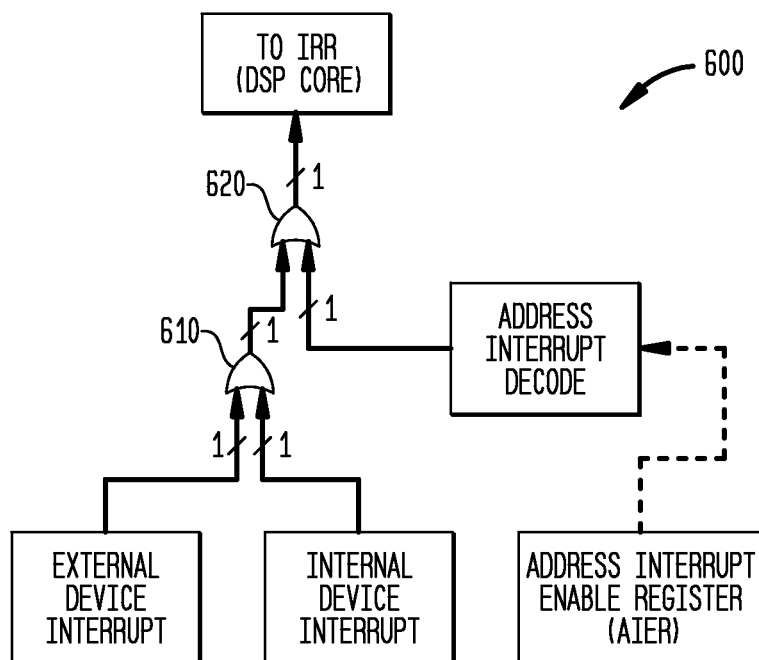 TO IRR
(DSP CORE)
600
1
620
1
1
610
ADDRESS
INTERRUPT
DECODE
1
1
EXTERNAL
DEVICE
INTERRUPT
INTERNAL
DEVICE
INTERRUPT
ADDRESS INTERRUPT
ENABLE REGISTER
(AIER)